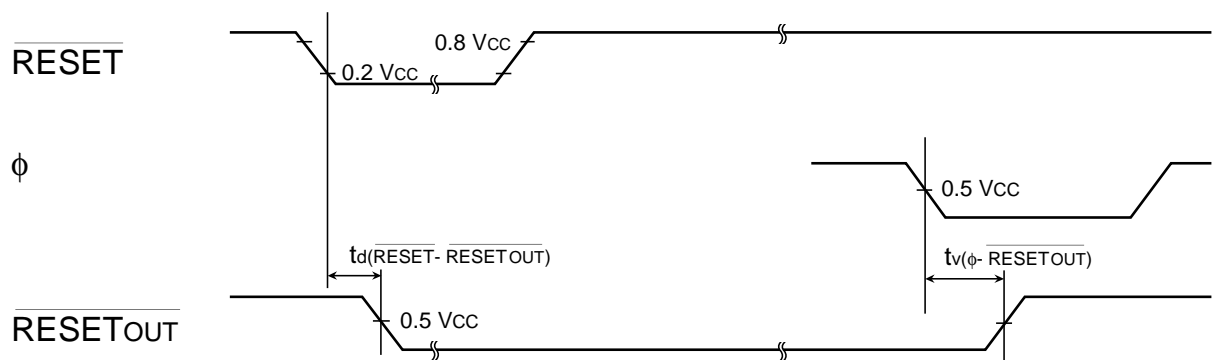 RESET
0.8 VCC
0.2 VCC
ϕ
0.5 VCC
td(RESET- RESETOUT)
tv(ϕ- RESETOUT)
RESETOUT
0.5 VCC